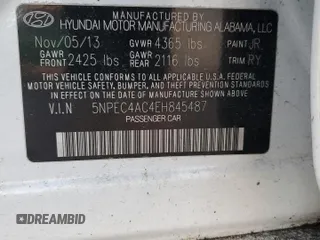 MANUFACTURED BY
HYUNDAI MOTOR MANUFACTURING ALABAMA, LLC
Nov/05/13 GVWR 4365 lbs PAINT JR
GAWR FRONT 2425 lbs GAWR REAR 2116 lbs TRIM RY
THIS VEHICLE CONFORMS TO ALL APPLICABLE
FEDERAL MOTOR VEHICLE SAFETY, BUMPER, AND
THEFT PREVENTION STANDARDS IN EFFECT ON
THE DATE OF MANUFACTURE SHOWN ABOVE.
V.I.N 5NPEC4AC4EH845487
PASSENGER CAR
DREAMBID